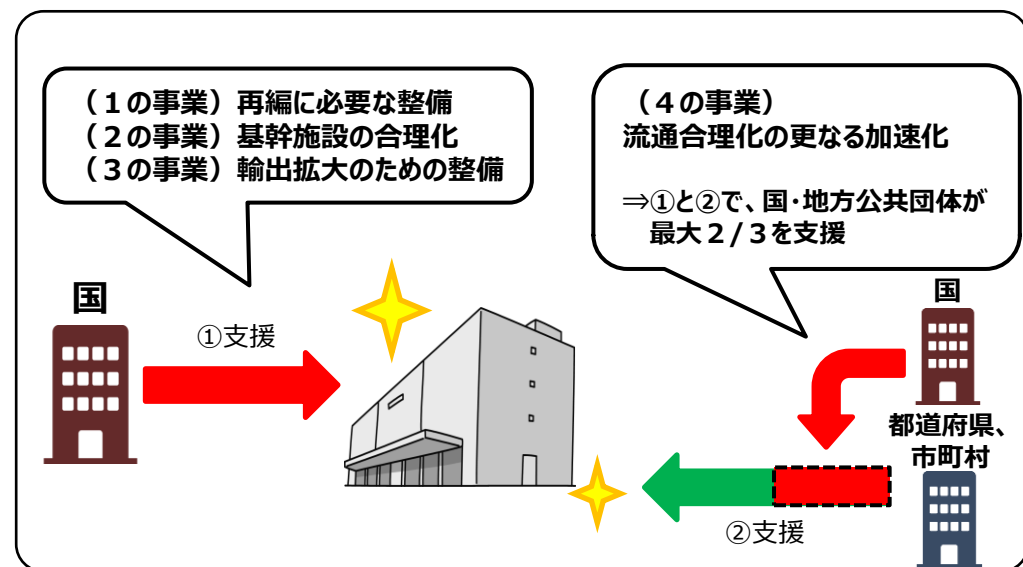 （１の事業）再編に必要な整備
（２の事業）基幹施設の合理化
（３の事業）輸出拡大のための整備
（４の事業）
流通合理化の更なる加速化
⇒①と②で、国・地方公共団体が
最大２/３を支援
国
①支援
国
都道府県、
市町村
②支援